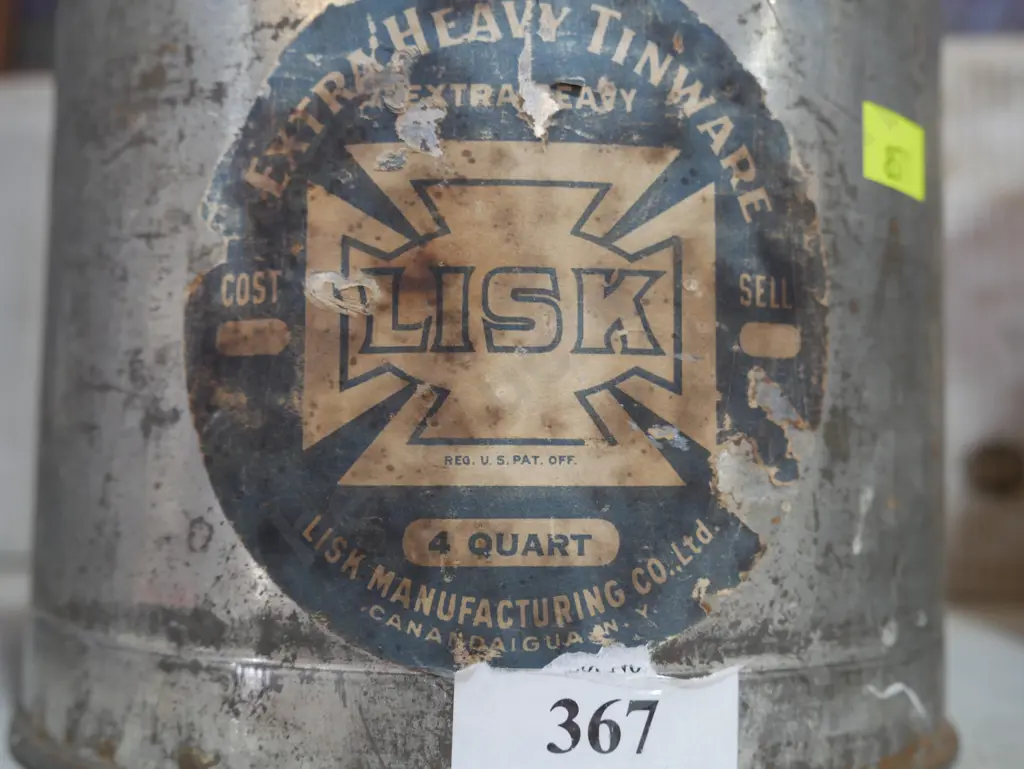 EXTRA HEAVY TINWARE
EXTRA HEAVY
COST
SELL
LISK
REG. U. S. PAT. OFF.
4 QUART
LISK MANUFACTURING CO., Ltd.
CANANDAIGUA, N. Y.
367